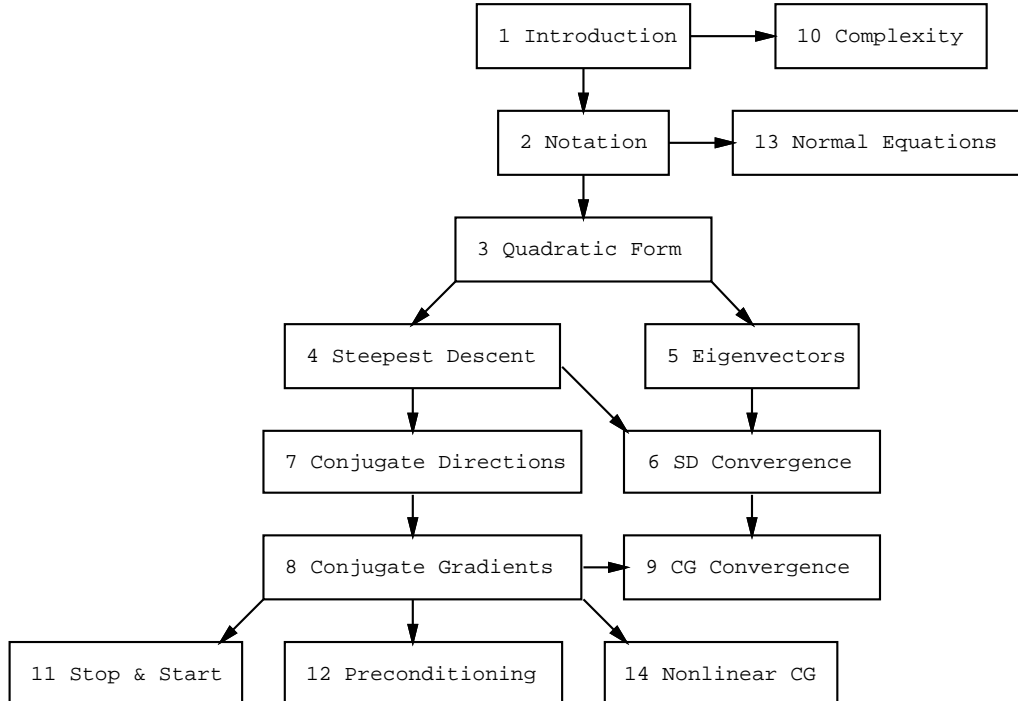 1 Introduction
10 Complexity
2 Notation
13 Normal Equations
3 Quadratic Form
4 Steepest Descent
5 Eigenvectors
7 Conjugate Directions
6 SD Convergence
8 Conjugate Gradients
9 CG Convergence
11 Stop & Start
12 Preconditioning
14 Nonlinear CG